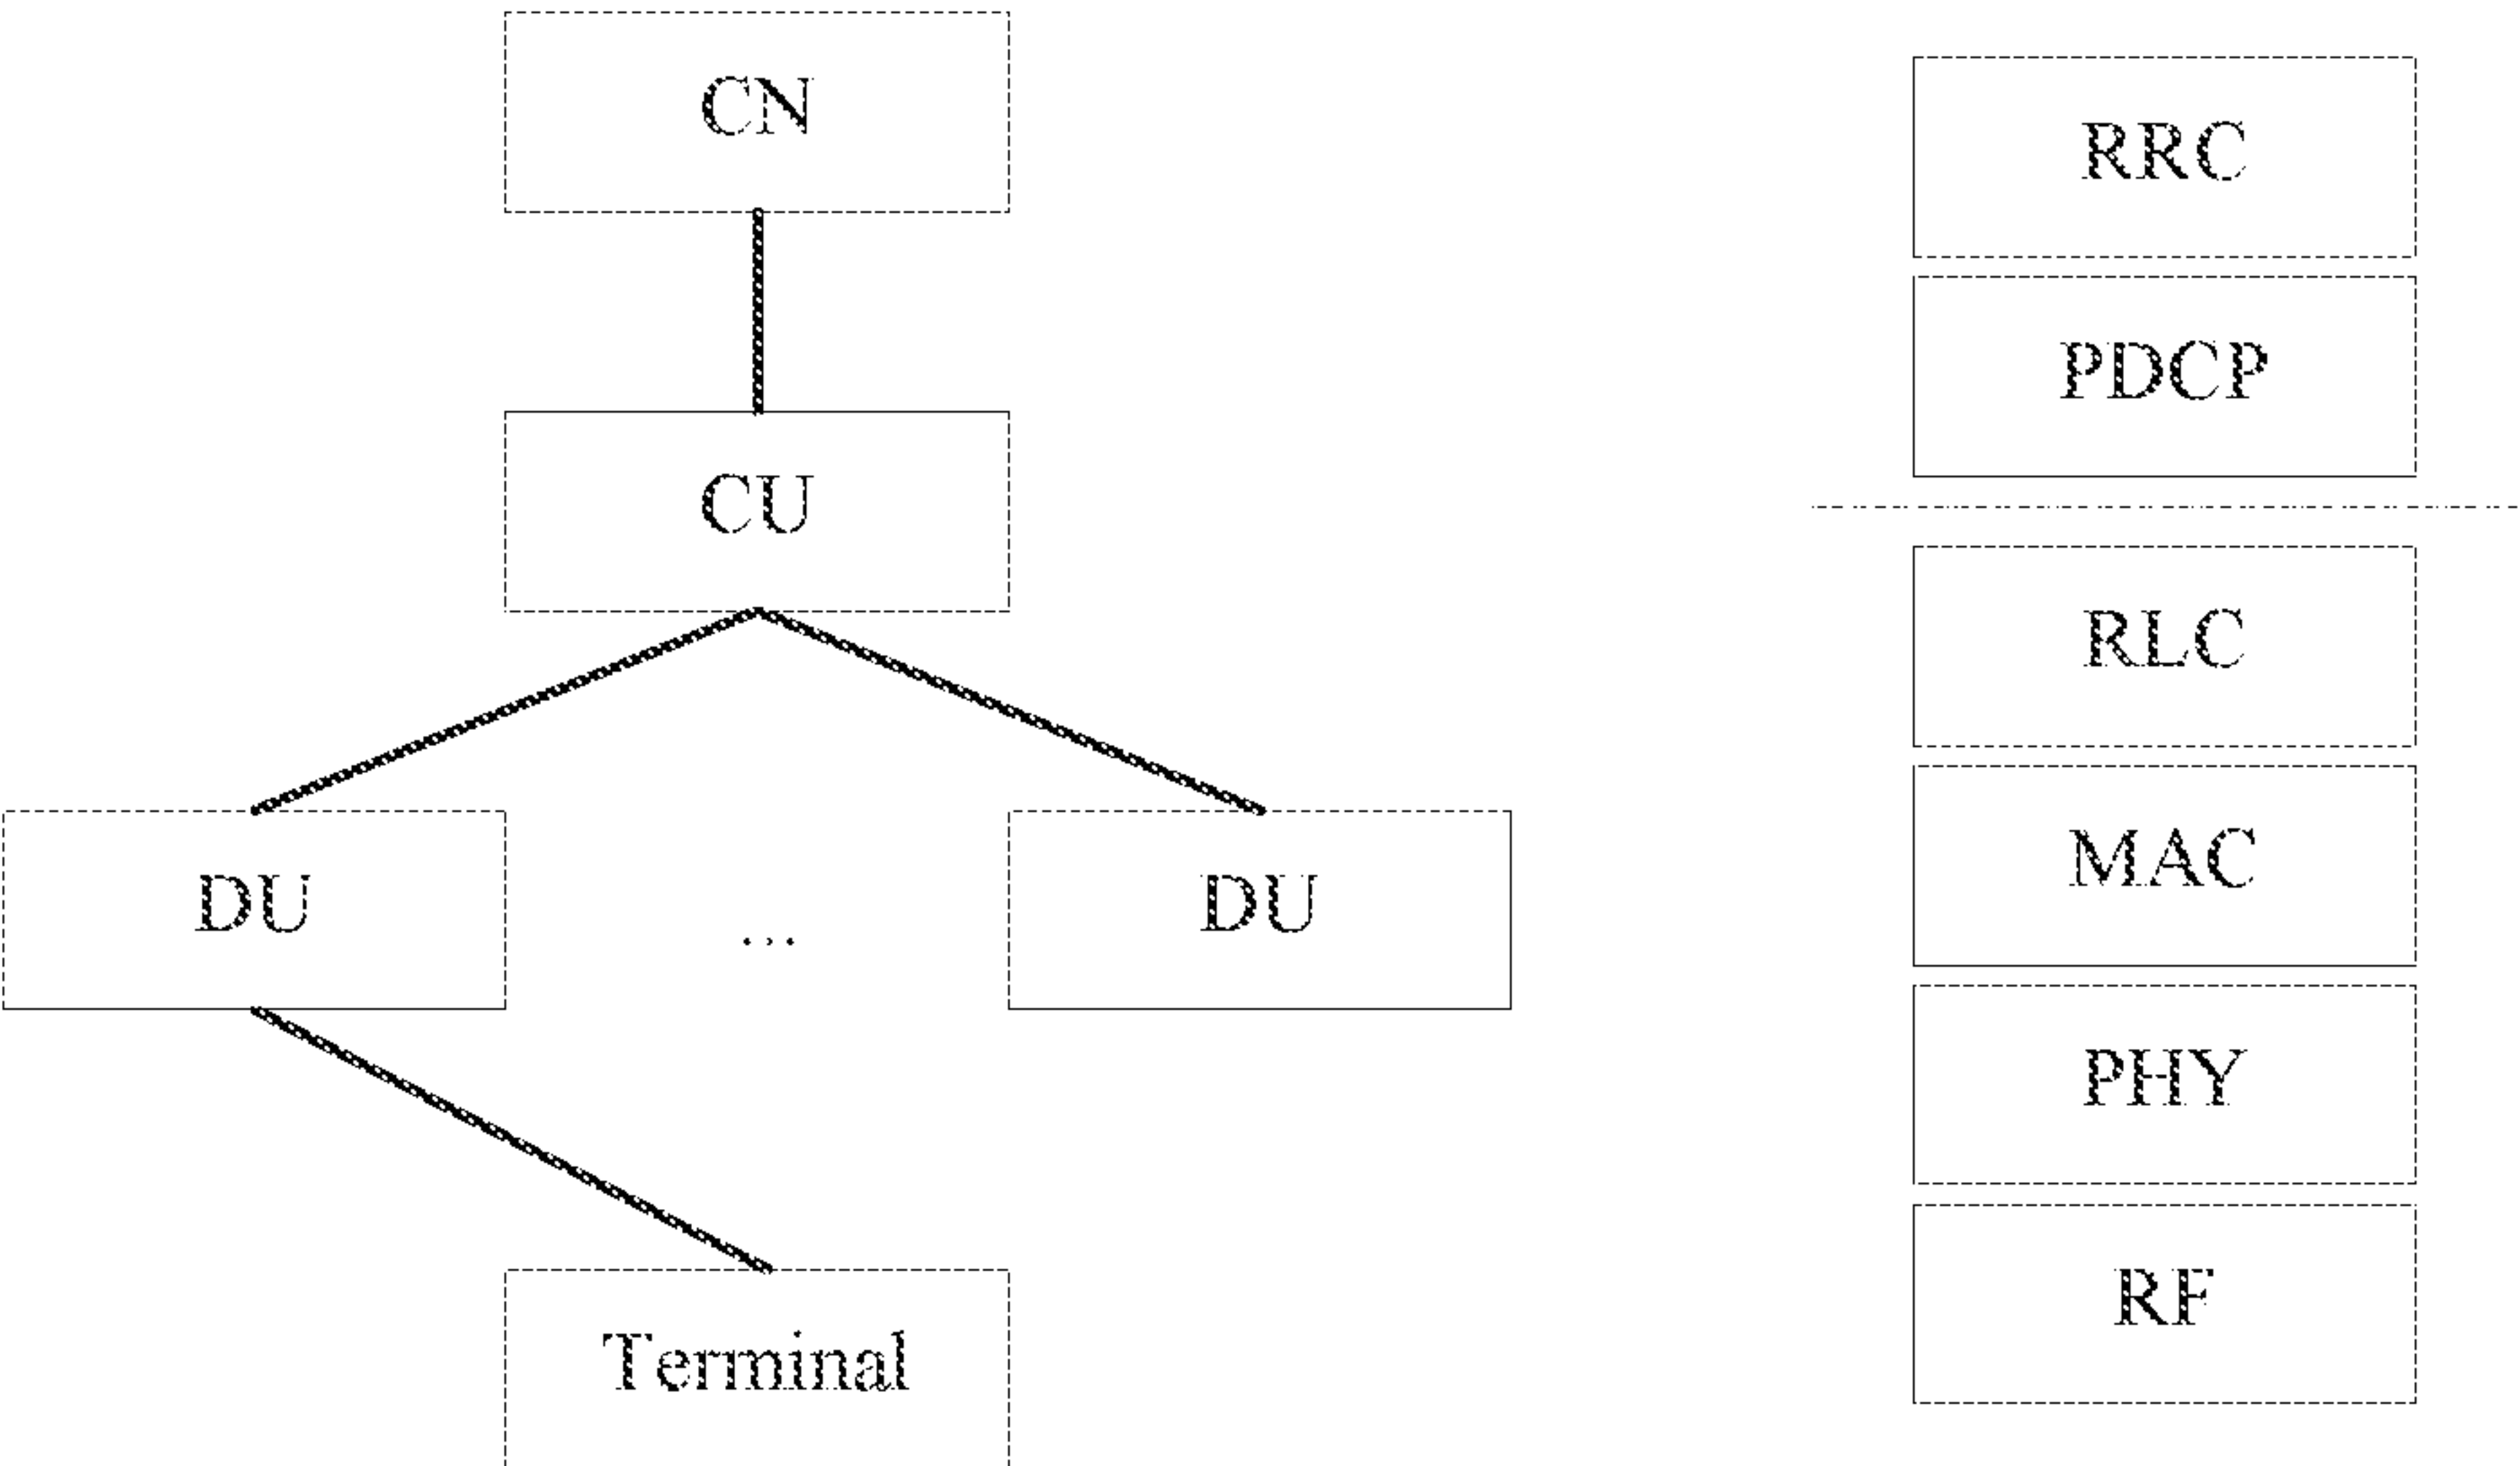 CN
CU
DU
...
DU
Terminal
RRC
PDCP
RLC
MAC
PHY
RF